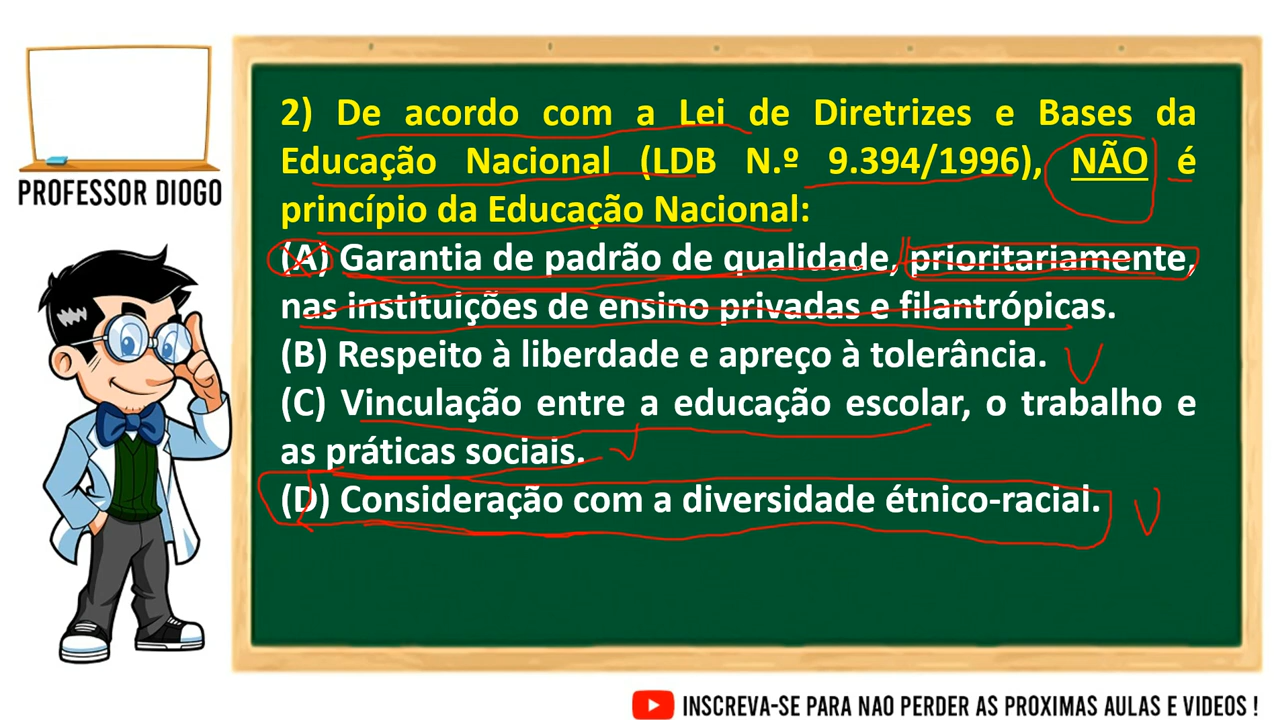 PROFESSOR DIOGO
2) De acordo com a Lei de Diretrizes e Bases da
Educação Nacional (LDB N.º 9.394/1996), NÃO é
princípio da Educação Nacional:
(A) Garantia de padrão de qualidade, prioritariamente,
nas instituições de ensino privadas e filantrópicas.
(B) Respeito à liberdade e apreço à tolerância.
(C) Vinculação entre a educação escolar, o trabalho e
as práticas sociais.
(D) Consideração com a diversidade étnico-racial.
INSCREVA-SE PARA NAO PERDER AS PROXIMAS AULAS E VIDEOS !